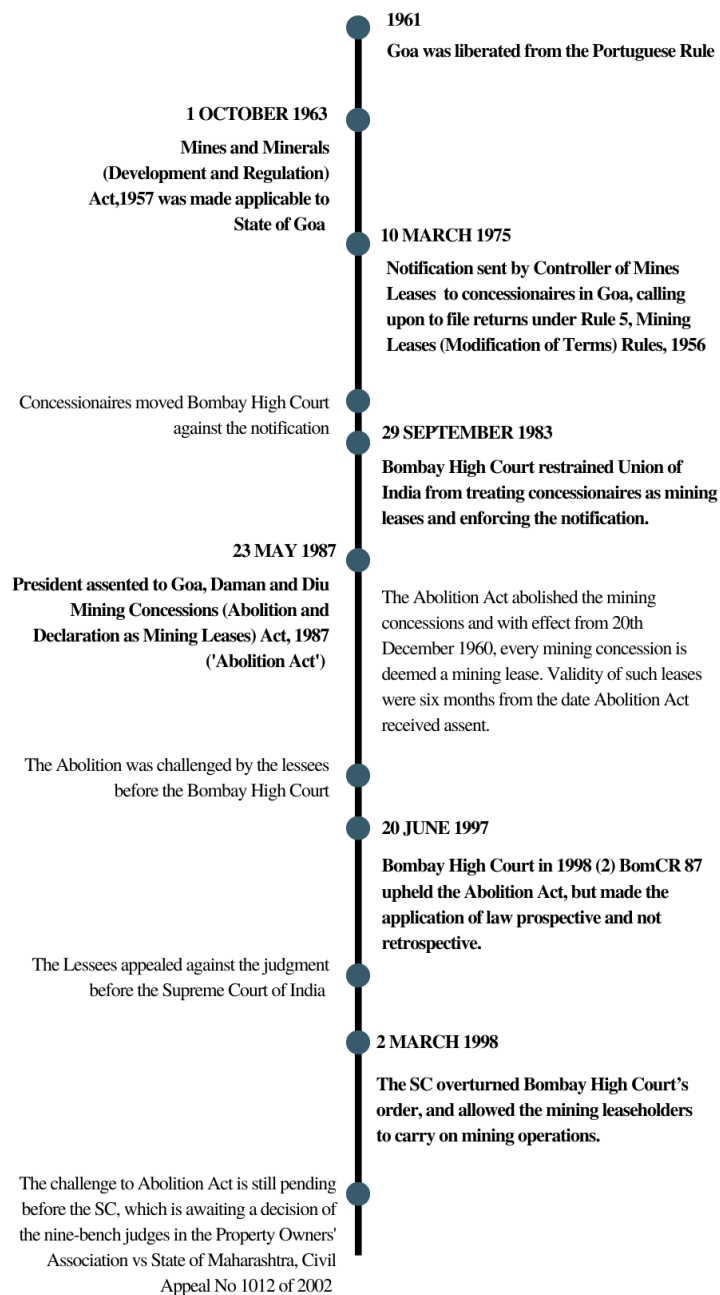 1961
Goa was liberated from the Portuguese Rule
1 OCTOBER 1963
Mines and Minerals
(Development and Regulation)
Act,1957 was made applicable to
State of Goa
10 MARCH 1975
Notification sent by Controller of Mines
Leases to concessionaires in Goa, calling
upon to file returns under Rule 5, Mining
Leases (Modification of Terms) Rules, 1956
Concessionaires moved Bombay High Court
against the notification
29 SEPTEMBER 1983
Bombay High Court restrained Union of
India from treating concessionaires as mining
leases and enforcing the notification.
23 MAY 1987
President assented to Goa, Daman and Diu
Mining Concessions (Abolition and
Declaration as Mining Leases) Act, 1987
('Abolition Act')
The Abolition Act abolished the mining
concessions and with effect from 20th
December 1960, every mining concession is
deemed a mining lease. Validity of such leases
were six months from the date Abolition Act
received assent.
The Abolition was challenged by the lessees
before the Bombay High Court
20 JUNE 1997
Bombay High Court in 1998 (2) BomCR 87
upheld the Abolition Act, but made the
application of law prospective and not
retrospective.
The Lessees appealed against the judgment
before the Supreme Court of India
2 MARCH 1998
The SC overturned Bombay High Court’s
order, and allowed the mining leaseholders
to carry on mining operations.
The challenge to Abolition Act is still pending
before the SC, which is awaiting a decision of
the nine-bench judges in the Property Owners'
Association vs State of Maharashtra, Civil
Appeal No 1012 of 2002